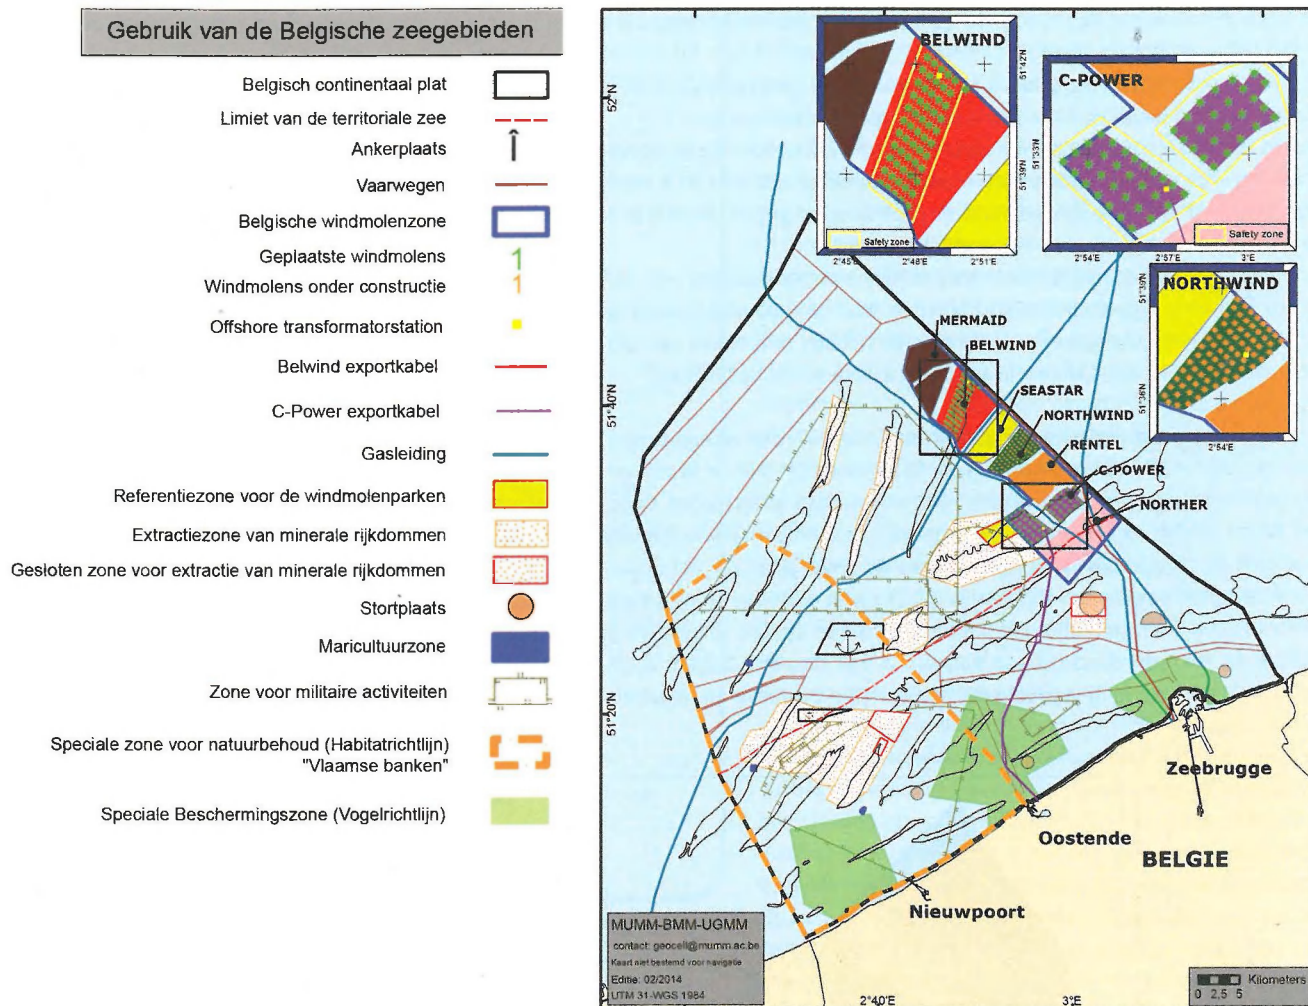 Gebruik van de Belgische zeegebieden
Belgisch continentaal plat
Limiet van de territoriale zee
Ankerplaats
Vaarwegen
Belgische windmolenzone
Geplaatste windmolens
Windmolens onder constructie
Offshore transformatorstation
Belwind exportkabel
C-Power exportkabel
Gasleiding
Referentiezone voor de windmolenparken
Extractiezone van minerale rijkdommen
Gesloten zone voor extractie van minerale rijkdommen
Stortplaats
Maricultuurzone
Zone voor militaire activiteiten
Speciale zone voor natuurbehoud (Habitatrichtlijn)
"Vlaamse banken"
Speciale Beschermingszone (Vogelrichtlijn)
52°N
51°40'N
51°20'N
BELWIND
51°42'N
51°39'N
Safety zone
2°45'E
2°48'E
2°51'E
C-POWER
51°33'N
Safety zone
2°54'E
2°57'E
3°E
NORTHWIND
51°39'N
51°36'N
2°54'E
MERMAID
BELWIND
SEASTAR
NORTHWIND
RENTEL
C-POWER
NORTHER
Zeebrugge
Oostende
BELGIE
Nieuwpoort
MUMM-BMM-UGMM
contact: geocell@mumm.ac.be
Kaart niet bestemd voor navigatie
Editie: 02/2014
UTM 31-WGS 1984
2°40'E
3°E
Kilometers
0 2.5 5